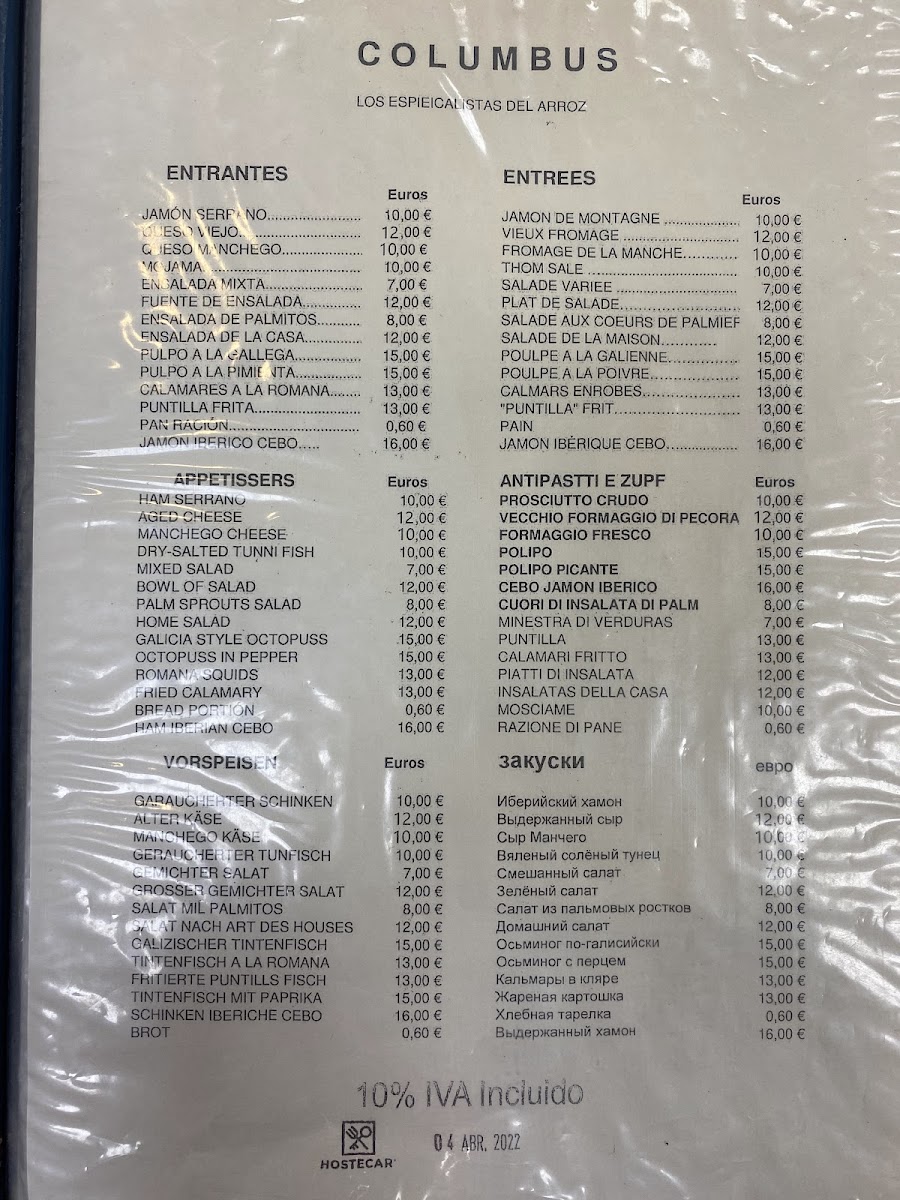 COLUMBUS
LOS ESPIEICALISTAS DEL ARROZ
ENTRANTES
Euros
JAMÓN SERRANO........................ 10,00 €
QUESO VIEJO............................... 12,00 €
QUESO MANCHEGO.................... 10,00 €
MOJAMA........................................ 10,00 €
ENSALADA MIXTA......................... 7,00 €
FUENTE DE ENSALADA............... 12,00 €
ENSALADA DE PALMITOS........... 8,00 €
ENSALADA DE LA CASA.............. 12,00 €
PULPO A LA GALLEGA................. 15,00 €
PULPO A LA PIMIENTA................. 15,00 €
CALAMARES A LA ROMANA........ 13,00 €
PUNTILLA FRITA........................... 13,00 €
PAN RACIÓN................................. 0,60 €
JAMON IBERICO CEBO..... 16,00 €
ENTREES
Euros
JAMON DE MONTAGNE .................. 10,00 €
VIEUX FROMAGE ........................... 12,00 €
FROMAGE DE LA MANCHE............. 10,00 €
THOM SALE ................................... 10,00 €
SALADE VARIEE ............................ 7,00 €
PLAT DE SALADE........................... 12,00 €
SALADE AUX COEURS DE PALMIEF 8,00 €
SALADE DE LA MAISON............. 12,00 €
POULPE A LA GALIENNE................ 15,00 €
POULPE A LA POIVRE.................... 15,00 €
CALMARS ENROBES...................... 13,00 €
"PUNTILLA" FRIT............................ 13,00 €
PAIN 0,60 €
JAMON IBÈRIQUE CEBO................ 16,00 €
APPETISSERS Euros
HAM SERRANO 10,00 €
AGED CHEESE 12,00 €
MANCHEGO CHEESE 10,00 €
DRY-SALTED TUNNI FISH 10,00 €
MIXED SALAD 7,00 €
BOWL OF SALAD 12,00 €
PALM SPROUTS SALAD 8,00 €
HOME SALAD 12,00 €
GALICIA STYLE OCTOPUSS 15,00 €
OCTOPUSS IN PEPPER 15,00 €
ROMANA SQUIDS 13,00 €
FRIED CALAMARY 13,00 €
BREAD PORTIÓN 0,60 €
HAM IBERIAN CEBO 16,00 €
ANTIPASTTI E ZUPF Euros
PROSCIUTTO CRUDO 10,00 €
VECCHIO FORMAGGIO DI PECORA 12,00 €
FORMAGGIO FRESCO 10,00 €
POLIPO 15,00 €
POLIPO PICANTE 15,00 €
CEBO JAMON IBERICO 16,00 €
CUORI DI INSALATA DI PALM 8,00 €
MINESTRA DI VERDURAS 7,00 €
PUNTILLA 13,00 €
CALAMARI FRITTO 13,00 €
PIATTI DI INSALATA 12,00 €
INSALATAS DELLA CASA 12,00 €
MOSCIAME 10,00 €
RAZIONE DI PANE 0,60 €
VORSPEISEN Euros
GARAUCHERTER SCHINKEN 10,00 €
ALTER KÄSE 12,00 €
MANCHEGO KÄSE 10,00 €
GERAUCHERTER TUNFISCH 10,00 €
GEMICHTER SALAT 7,00 €
GROSSER GEMICHTER SALAT 12,00 €
SALAT MIL PALMITOS 8,00 €
SALAT NACH ART DES HOUSES 12,00 €
GALIZISCHER TINTENFISCH 15,00 €
TINTENFISCH A LA ROMANA 13,00 €
FRITIERTE PUNTILLS FISCH 13,00 €
TINTENFISCH MIT PAPRIKA 15,00 €
SCHINKEN IBERICHE CEBO 16,00 €
BROT 0,60 €
закуски евро
Иберийский хамон 10,00 €
Выдержанный сыр 12,00 €
Сыр Манчего 10,00 €
Вяленый солёный тунец 10,00 €
Смешанный салат 7,00 €
Зелёный салат 12,00 €
Салат из пальмовых ростков 8,00 €
Домашний салат 12,00 €
Осьминог по-галисийски 15,00 €
Осьминог с перцем 15,00 €
Кальмары в кляре 13,00 €
Жареная картошка 13,00 €
Хлебная тарелка 0,60 €
Выдержанный хамон 16,00 €
10% IVA Incluido
04 ABR. 2022
HOSTECAR